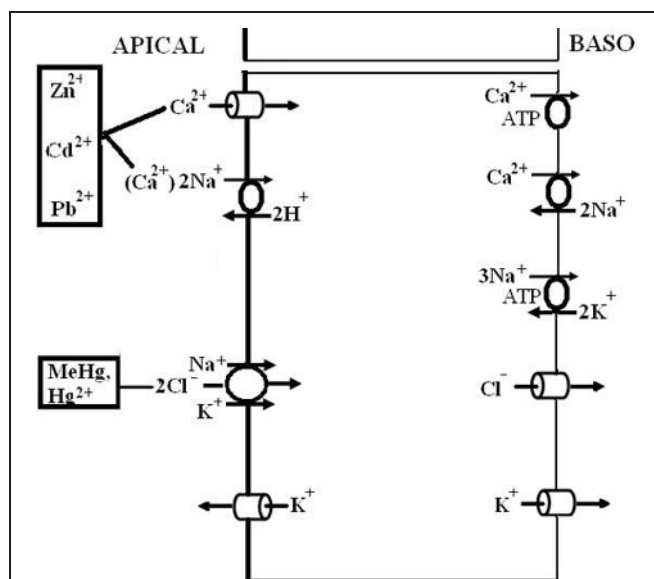 APICAL
BASO
Zn²⁺
Cd²⁺
Pb²⁺
Ca²⁺
(Ca²⁺) 2Na⁺
2H⁺
Ca²⁺
ATP
Ca²⁺
2Na⁺
3Na⁺
ATP
2K⁺
MeHg,
Hg²⁺
2Cl⁻
Na⁺
K⁺
Cl⁻
K⁺
K⁺